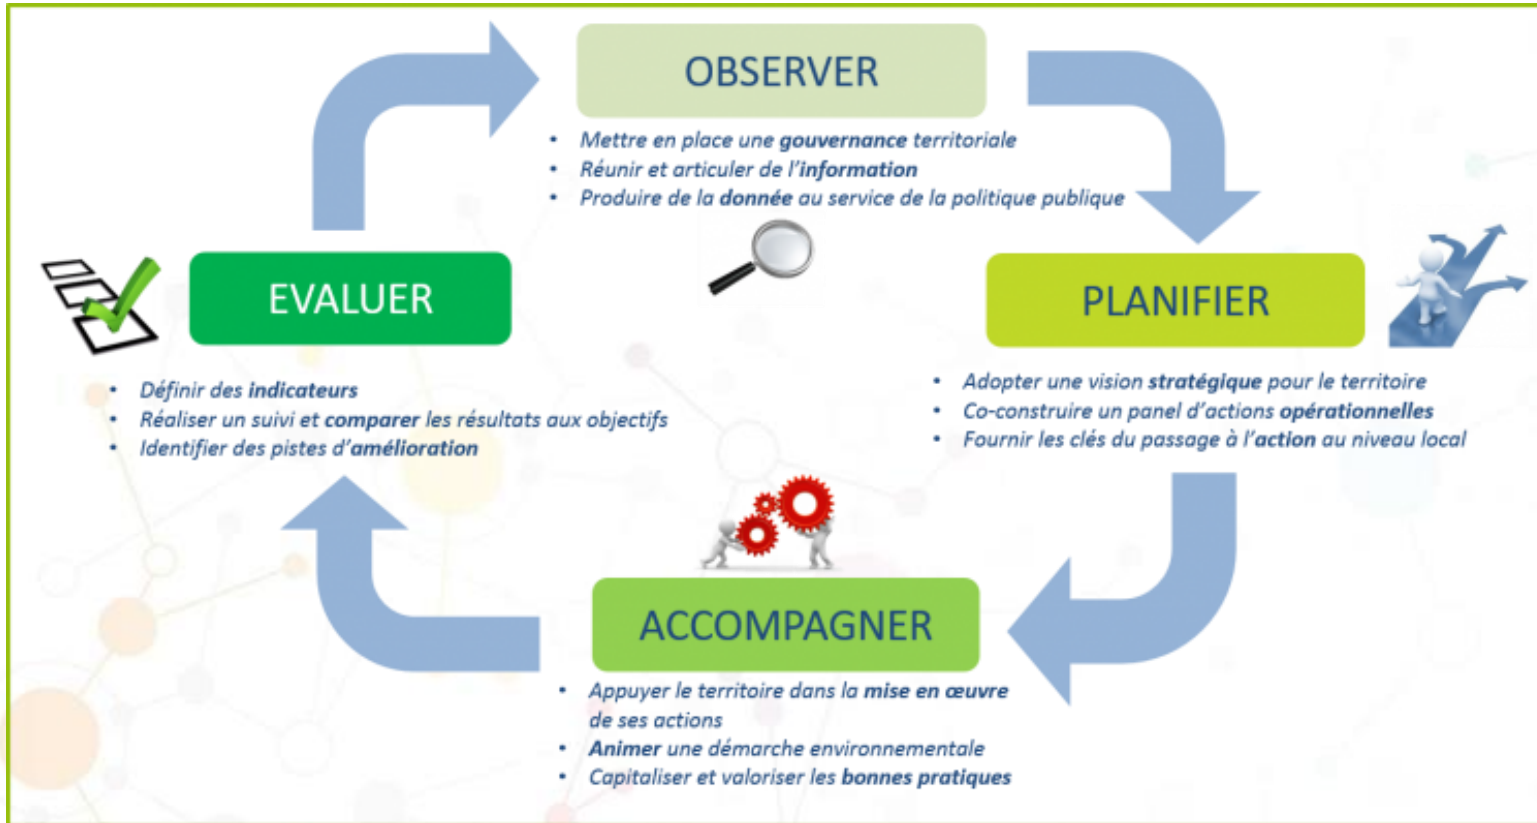 OBSERVER
• Mettre en place une gouvernance territoriale
• Réunir et articuler de l'information
• Produire de la donnée au service de la politique publique
PLANIFIER
• Adopter une vision stratégique pour le territoire
• Co-construire un panel d'actions opérationnelles
• Fournir les clés du passage à l'action au niveau local
ACCOMPAGNER
• Appuyer le territoire dans la mise en œuvre
de ses actions
• Animer une démarche environnementale
• Capitaliser et valoriser les bonnes pratiques
EVALUER
• Définir des indicateurs
• Réaliser un suivi et comparer les résultats aux objectifs
• Identifier des pistes d'amélioration